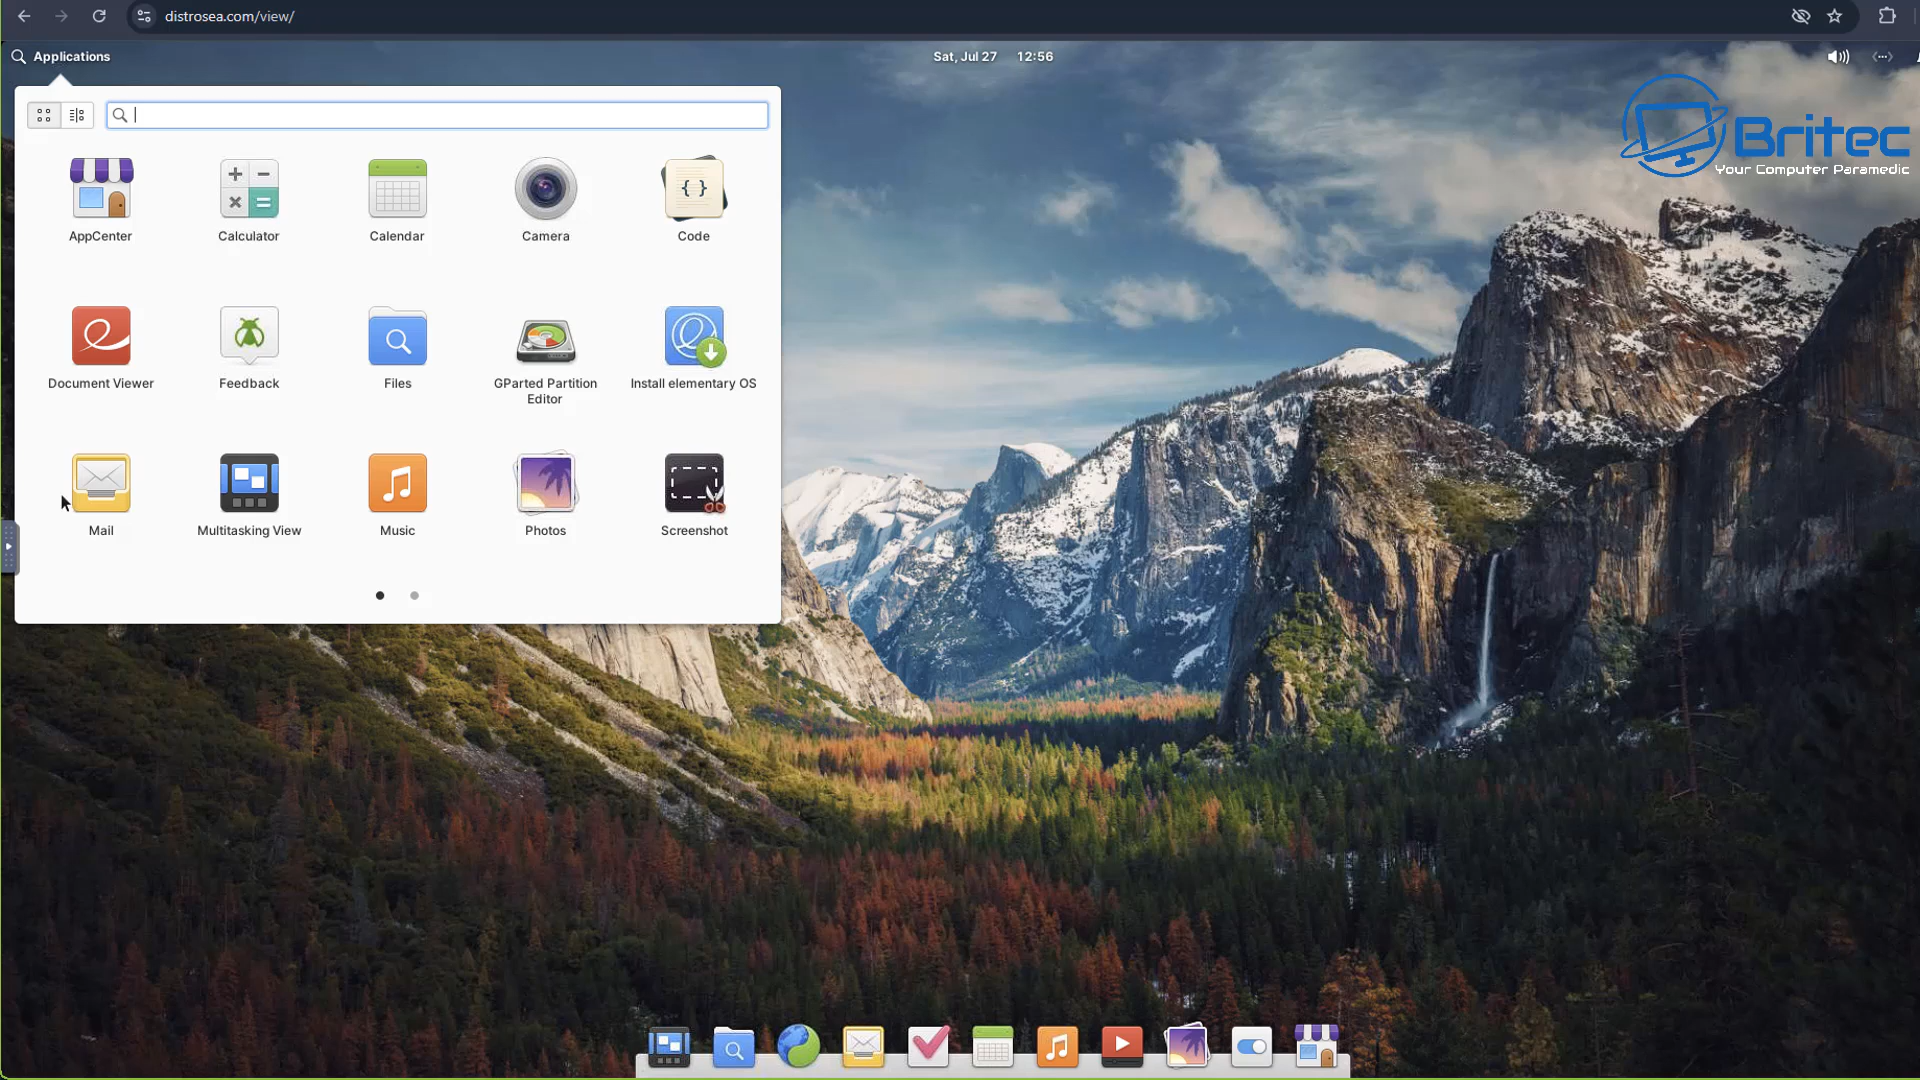 distrosea.com/view/
Applications
Sat, Jul 27 12:56
Britec
Your Computer Paramedic
AppCenter
Calculator
Calendar
Camera
Code
Document Viewer
Feedback
Files
GParted Partition
Editor
Install elementary OS
Mail
Multitasking View
Music
Photos
Screenshot